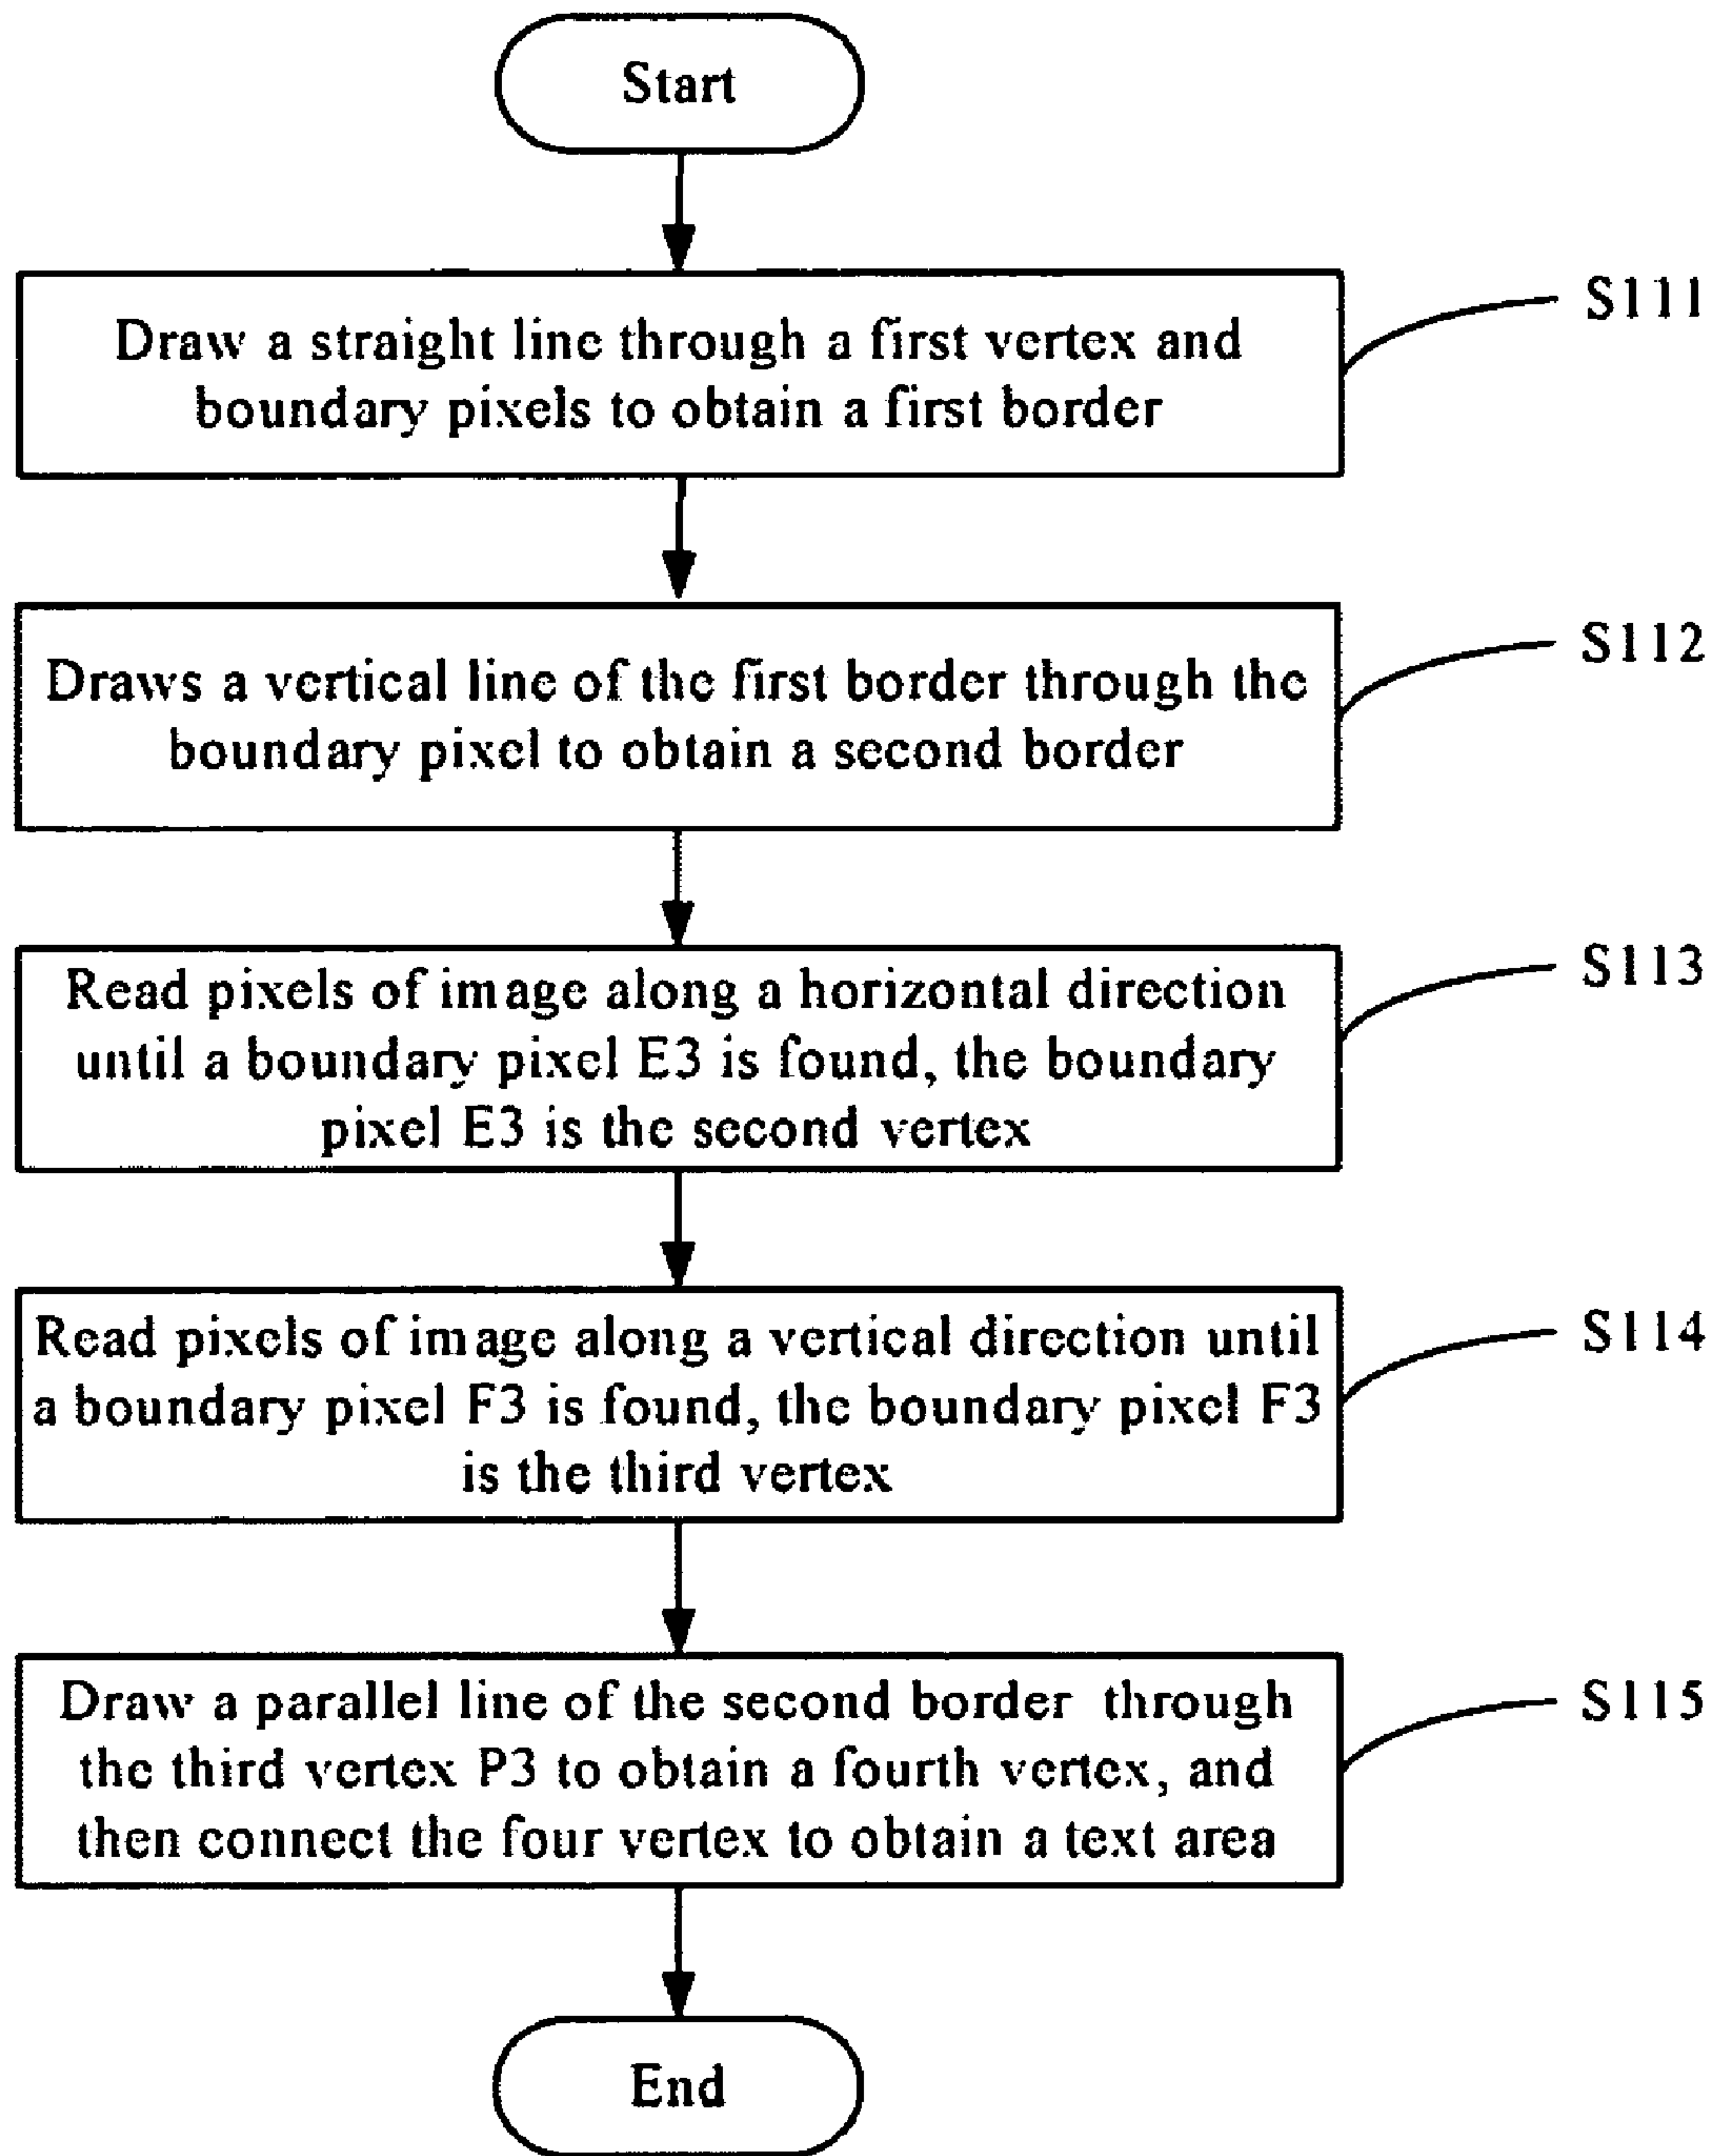 Start
Draw a straight line through a first vertex and
boundary pixels to obtain a first border
S111
Draws a vertical line of the first border through the
boundary pixel to obtain a second border
S112
Read pixels of image along a horizontal direction
until a boundary pixel E3 is found, the boundary
pixel E3 is the second vertex
S113
Read pixels of image along a vertical direction until
a boundary pixel F3 is found, the boundary pixel F3
is the third vertex
S114
Draw a parallel line of the second border through
the third vertex P3 to obtain a fourth vertex, and
then connect the four vertex to obtain a text area
S115
End